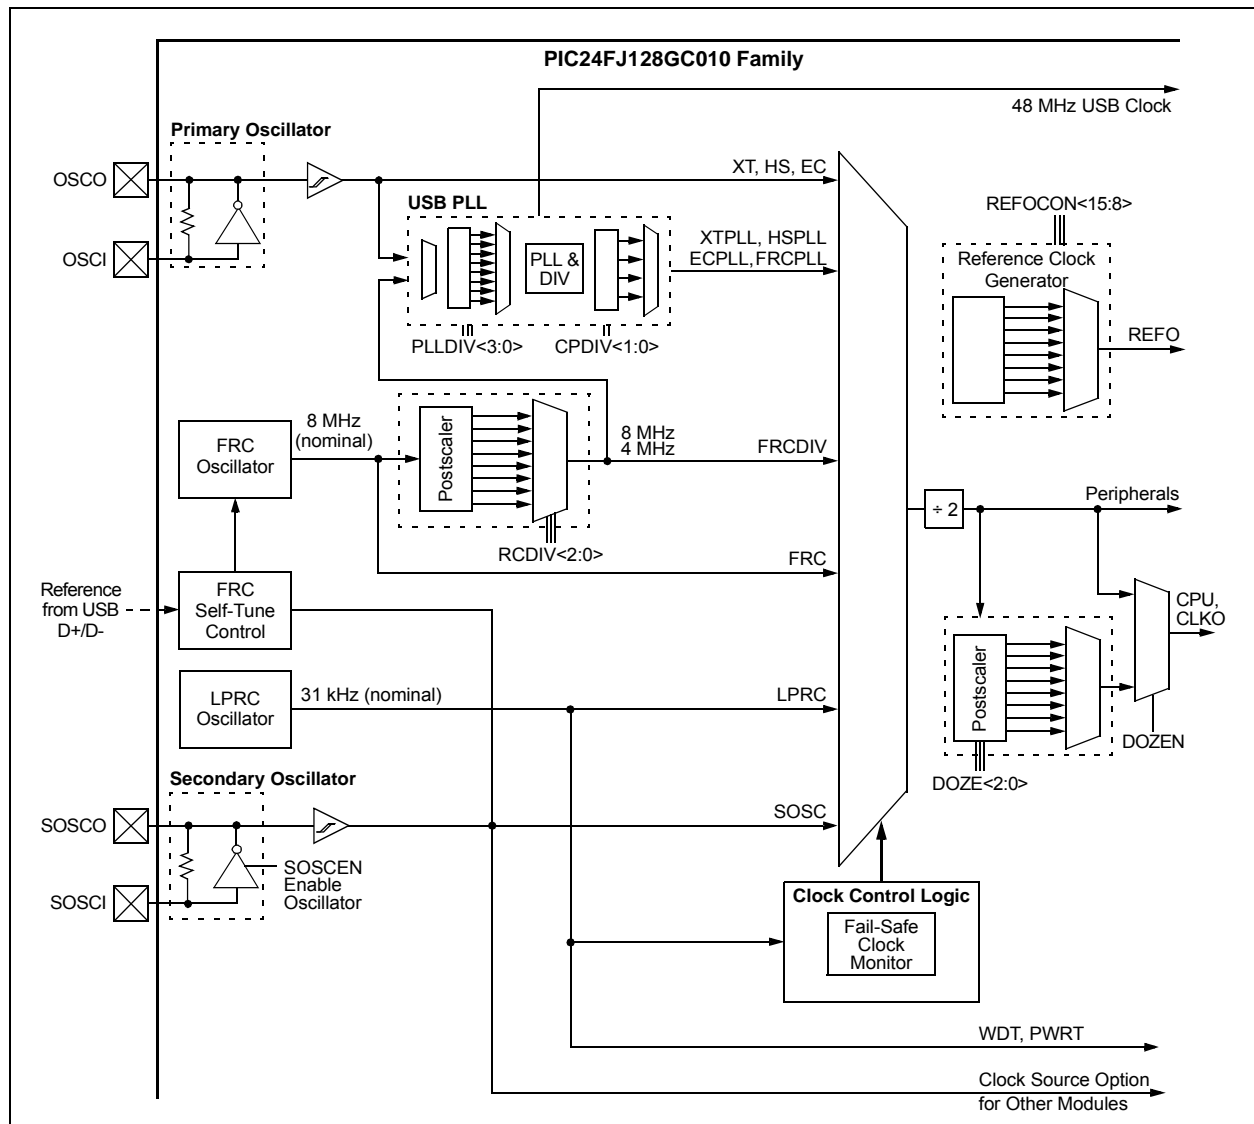 PIC24FJ128GC010 Family
48 MHz USB Clock
Primary Oscillator
OSCO
OSCI
XT, HS, EC
USB PLL
PLL &
DIV
XTPLL, HSPLL
ECPLL, FRCPLL
PLLDIV<3:0>
CPDIV<1:0>
REFOCON<15:8>
Reference Clock
Generator
REFO
8 MHz
(nominal)
FRC
Oscillator
Postscaler
8 MHz
4 MHz
FRCDIV
RCDIV<2:0>
FRC
÷ 2
Peripherals
Reference
from USB
D+/D-
FRC
Self-Tune
Control
CPU,
CLKO
Postscaler
DOZEN
DOZE<2:0>
LPRC
Oscillator
31 kHz (nominal)
LPRC
Secondary Oscillator
SOSCO
SOSCI
SOSCEN
Enable
Oscillator
SOSC
Clock Control Logic
Fail-Safe
Clock
Monitor
WDT, PWRT
Clock Source Option
for Other Modules